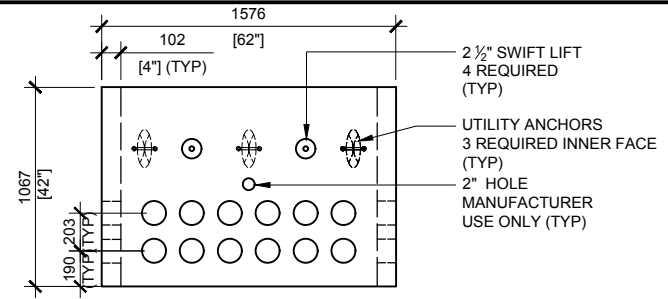 1576
[62"]
102
[4"] (TYP)
2 ½" SWIFT LIFT
4 REQUIRED
(TYP)
UTILITY ANCHORS
3 REQUIRED INNER FACE
(TYP)
2" HOLE
MANUFACTURER
USE ONLY (TYP)
1067
[42"]
203
(TYP)
190
(TYP)